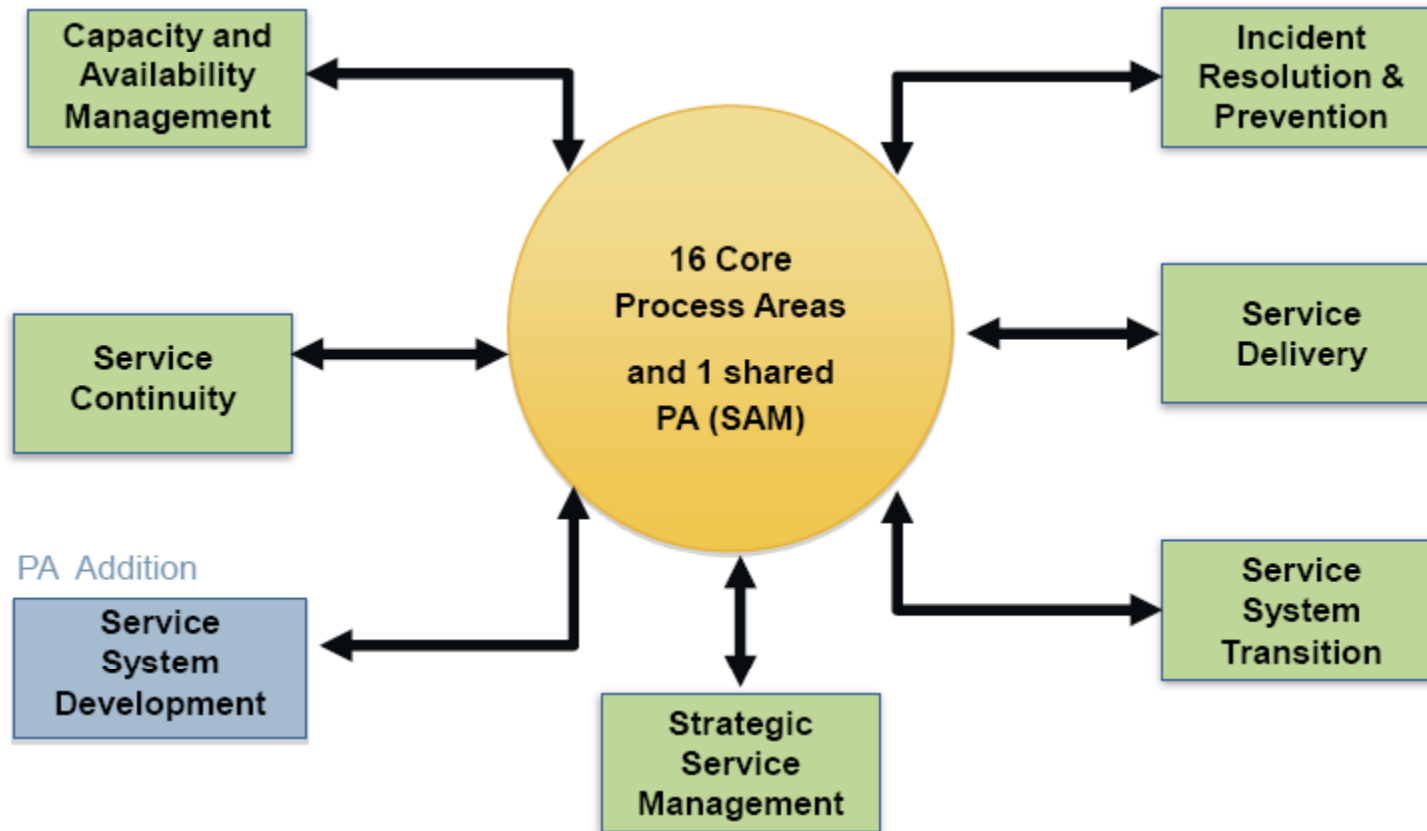 Capacity and
Availability
Management
Incident
Resolution &
Prevention
16 Core
Process Areas
and 1 shared
PA (SAM)
Service
Continuity
Service
Delivery
PA Addition
Service
System
Development
Strategic
Service
Management
Service
System
Transition